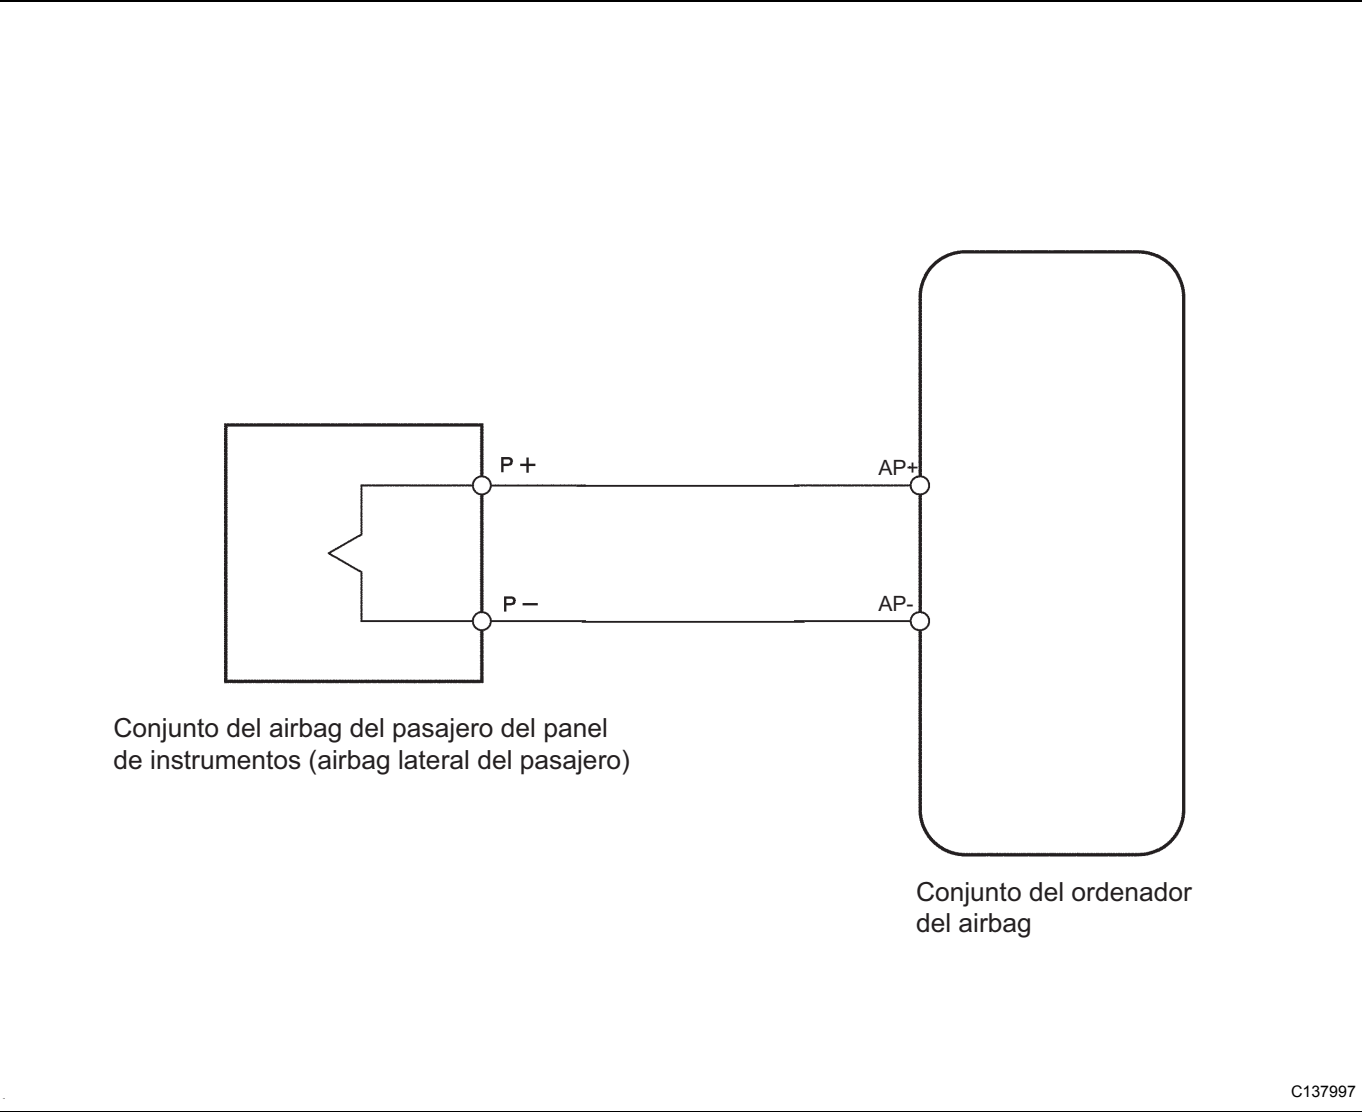 P +
AP+
P −
AP-
Conjunto del airbag del pasajero del panel
de instrumentos (airbag lateral del pasajero)
Conjunto del ordenador
del airbag
C137997